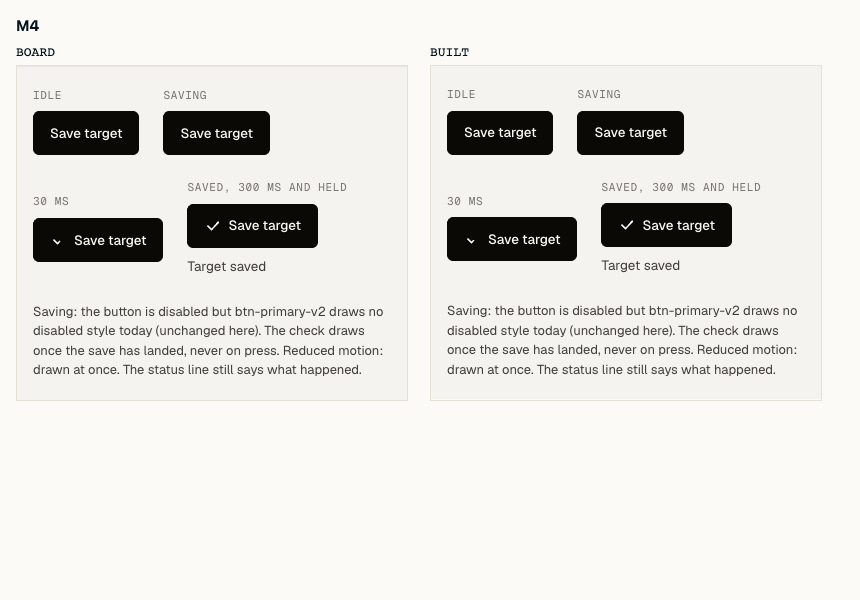 M4
BOARD
IDLE
SAVING
Save target
Save target
30 MS
SAVED, 300 MS AND HELD
Save target
Save target
Target saved
Saving: the button is disabled but btn-primary-v2 draws no
disabled style today (unchanged here). The check draws
once the save has landed, never on press. Reduced motion:
drawn at once. The status line still says what happened.
BUILT
IDLE
SAVING
Save target
Save target
30 MS
SAVED, 300 MS AND HELD
Save target
Save target
Target saved
Saving: the button is disabled but btn-primary-v2 draws no
disabled style today (unchanged here). The check draws
once the save has landed, never on press. Reduced motion:
drawn at once. The status line still says what happened.